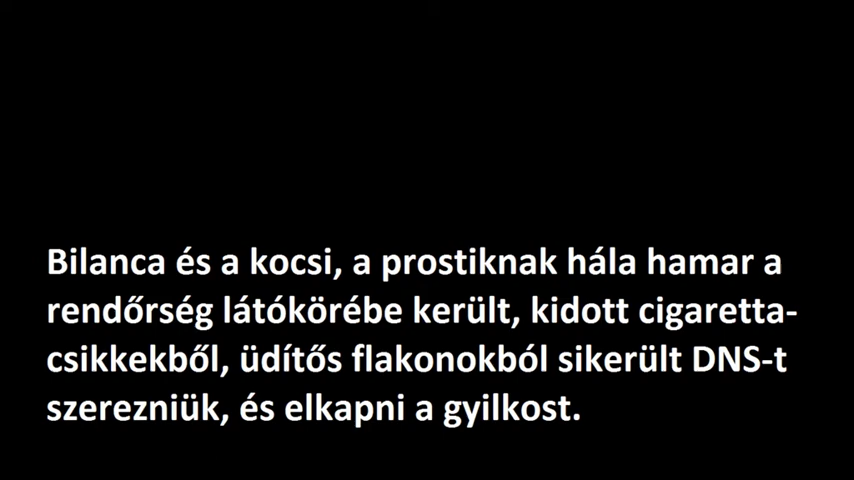 Bilanca és a kocsi, a prostiknak hála hamar a
rendőrség látókörébe került, kidott cigaretta-
csikkekből, üdítős flakonokból sikerült DNS-t
szerezniük, és elkapni a gyilkost.